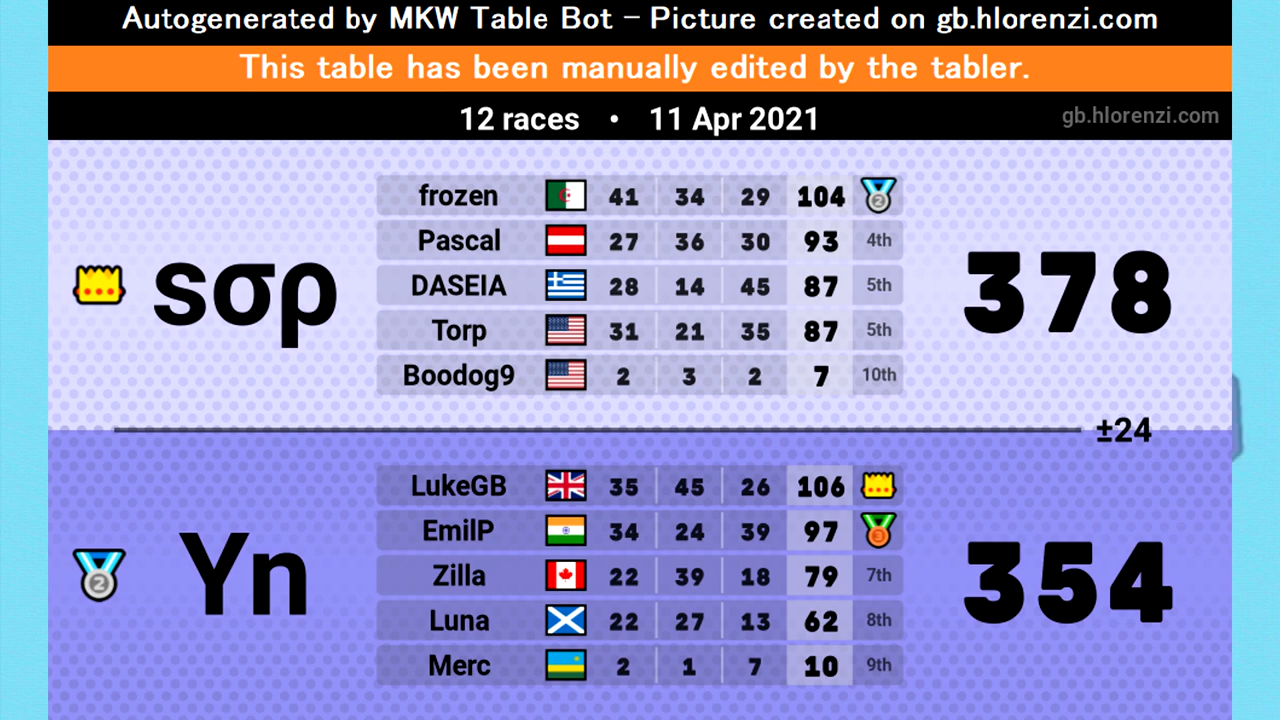 Autogenerated by MKW Table Bot - Picture created on gb.hlorenzi.com
This table has been manually edited by the tabler.
12 races • 11 Apr 2021 gb.hlorenzi.com
sσρ 378
frozen 41 34 29 104 2
Pascal 27 36 30 93 4th
DASEIA 28 14 45 87 5th
Torp 31 21 35 87 5th
Boodog9 2 3 2 7 10th
±24
2 Yn 354
LukeGB 35 45 26 106
EmilP 34 24 39 97 3
Zilla 22 39 18 79 7th
Luna 22 27 13 62 8th
Merc 2 1 7 10 9th